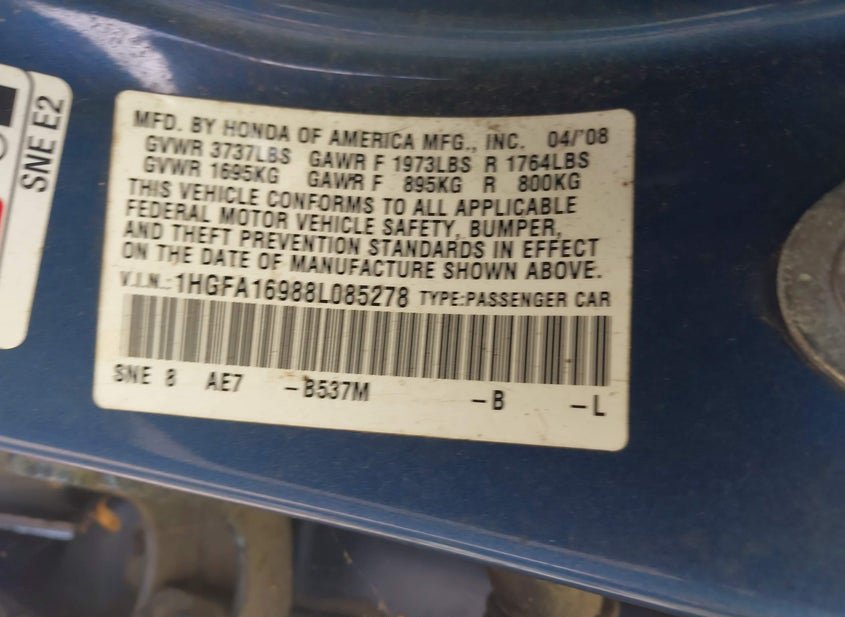 SNE E2
MFD. BY HONDA OF AMERICA MFG., INC. 04/'08
GVWR 3737LBS GAWR F 1973LBS R 1764LBS
GVWR 1695KG GAWR F 895KG R 800KG
THIS VEHICLE CONFORMS TO ALL APPLICABLE
FEDERAL MOTOR VEHICLE SAFETY, BUMPER,
AND THEFT PREVENTION STANDARDS IN EFFECT
ON THE DATE OF MANUFACTURE SHOWN ABOVE.
V.I.N.:1HGFA16988L085278 TYPE:PASSENGER CAR
SNE 8 AE7 -B537M -B -L